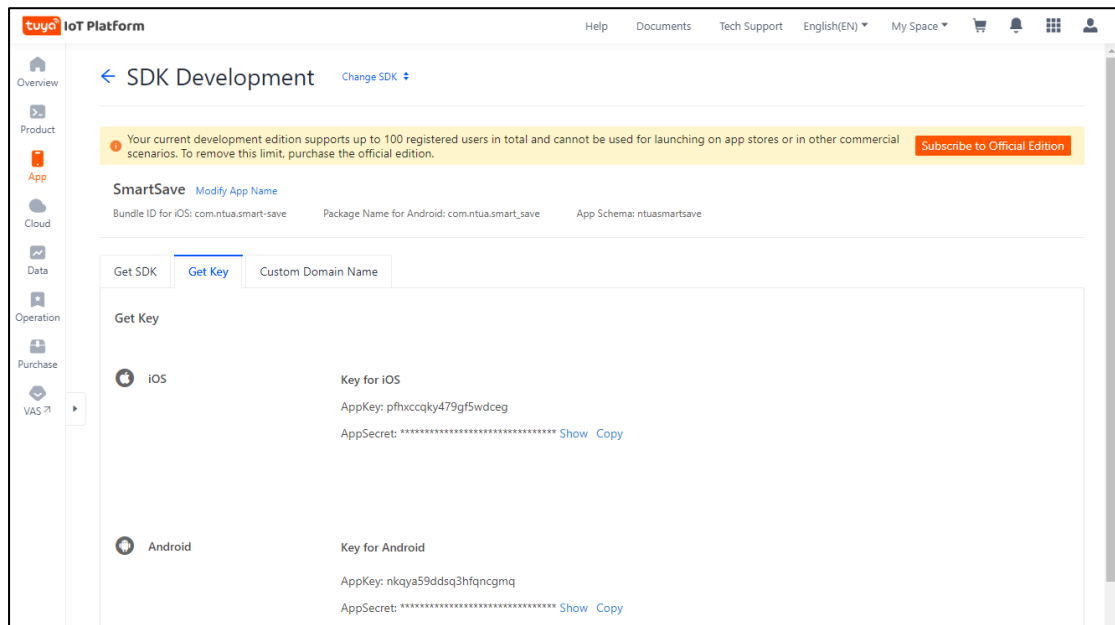 tuya IoT Platform
Help Documents Tech Support English(EN) My Space
Overview
Product
App
Cloud
Data
Operation
Purchase
VAS
SDK Development Change SDK
Your current development edition supports up to 100 registered users in total and cannot be used for launching on app stores or in other commercial
scenarios. To remove this limit, purchase the official edition.
Subscribe to Official Edition
SmartSave Modify App Name
Bundle ID for iOS: com.ntua.smart-save Package Name for Android: com.ntua.smart_save App Schema: ntuasmartsave
Get SDK Get Key Custom Domain Name
Get Key
iOS
Key for iOS
AppKey: pfhxccqky479gf5wdceg
AppSecret: ******************************** Show Copy
Android
Key for Android
AppKey: nkqya59ddsq3hfqncgmq
AppSecret: ******************************** Show Copy